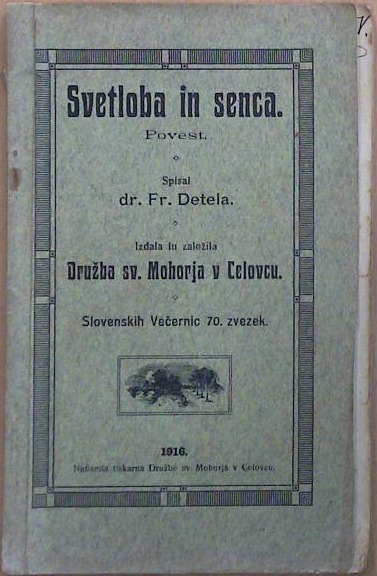 Svetloba in senca.
Povest.
Spisal
dr. Fr. Detela.
Izdala in založila
Družba sv. Mohorja v Celovcu.
Slovenskih Večernic 70. zvezek.
1916.
Natisnila tiskarna Družbe sv. Mohorja v Celovcu.